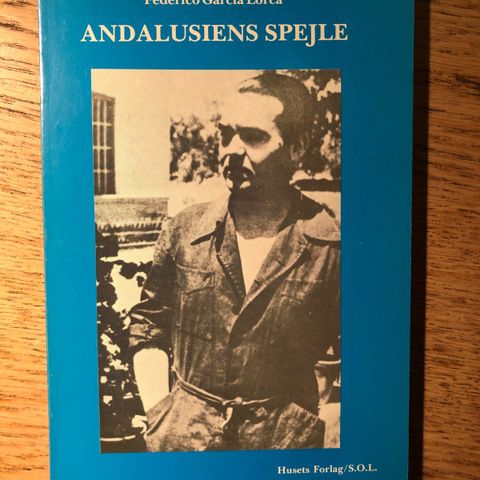 Federico García Lorca
ANDALUSIENS SPEJLE
Husets Forlag/S.O.L.